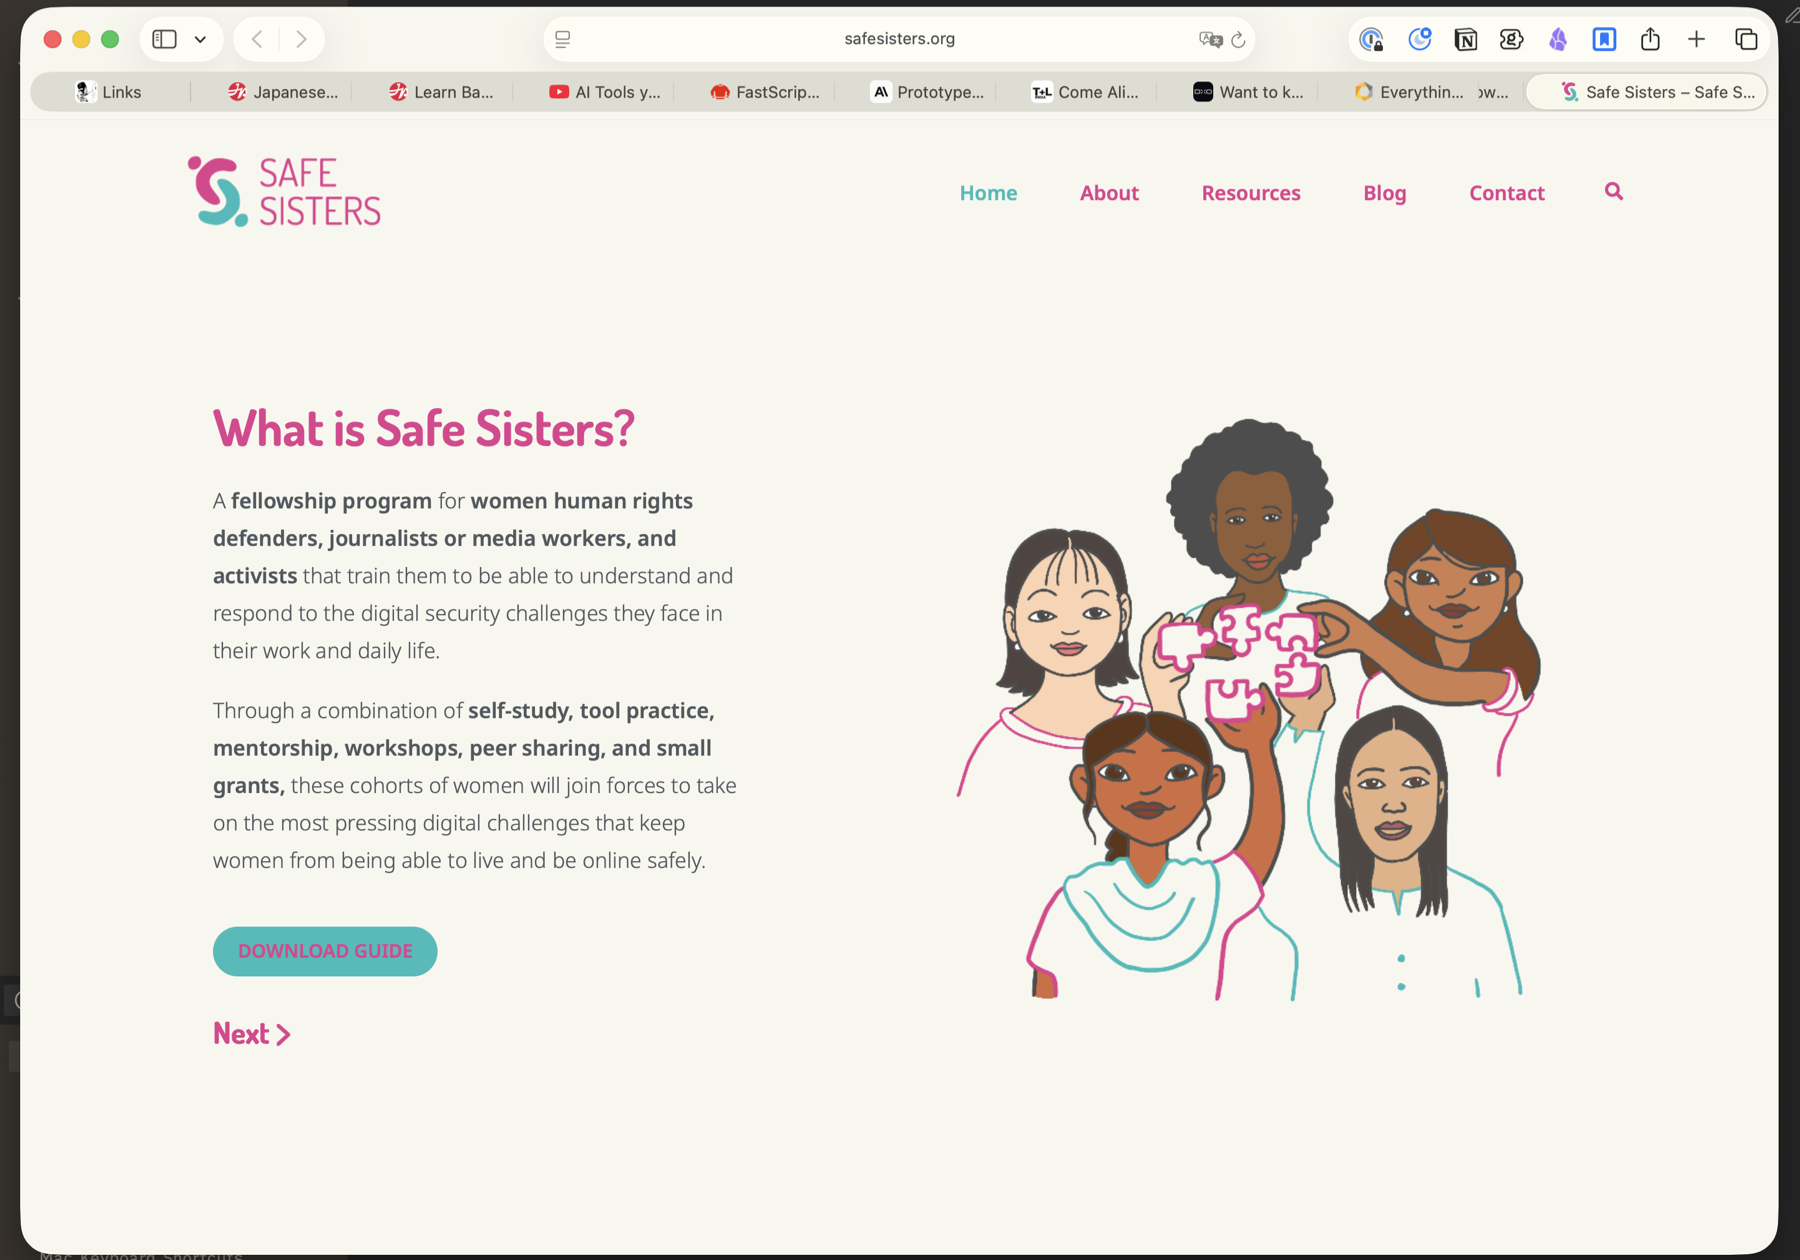 safesisters.org
Links
Japanese...
Learn Ba...
AI Tools y...
FastScrip...
Prototype...
T+L Come Ali...
Want to k...
Everythin...
ow...
Safe Sisters – Safe S...
SAFE
SISTERS
Home
About
Resources
Blog
Contact
What is Safe Sisters?
A fellowship program for women human rights
defenders, journalists or media workers, and
activists that train them to be able to understand and
respond to the digital security challenges they face in
their work and daily life.
Through a combination of self-study, tool practice,
mentorship, workshops, peer sharing, and small
grants, these cohorts of women will join forces to take
on the most pressing digital challenges that keep
women from being able to live and be online safely.
DOWNLOAD GUIDE
Next >
Mac Keyboard Shortcuts